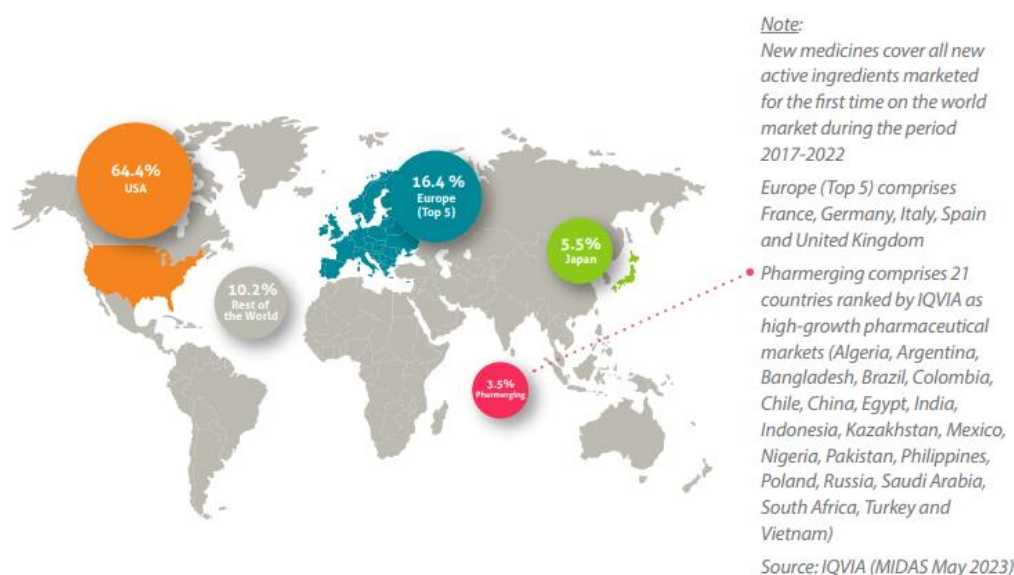 64.4%
USA
16.4 %
Europe
(Top 5)
5.5%
Japan
10.2%
Rest of
the World
3.5%
Pharmerging
Note:
New medicines cover all new
active ingredients marketed
for the first time on the world
market during the period
2017-2022
Europe (Top 5) comprises
France, Germany, Italy, Spain
and United Kingdom
Pharmerging comprises 21
countries ranked by IQVIA as
high-growth pharmaceutical
markets (Algeria, Argentina,
Bangladesh, Brazil, Colombia,
Chile, China, Egypt, India,
Indonesia, Kazakhstan, Mexico,
Nigeria, Pakistan, Philippines,
Poland, Russia, Saudi Arabia,
South Africa, Turkey and
Vietnam)
Source: IQVIA (MIDAS May 2023)